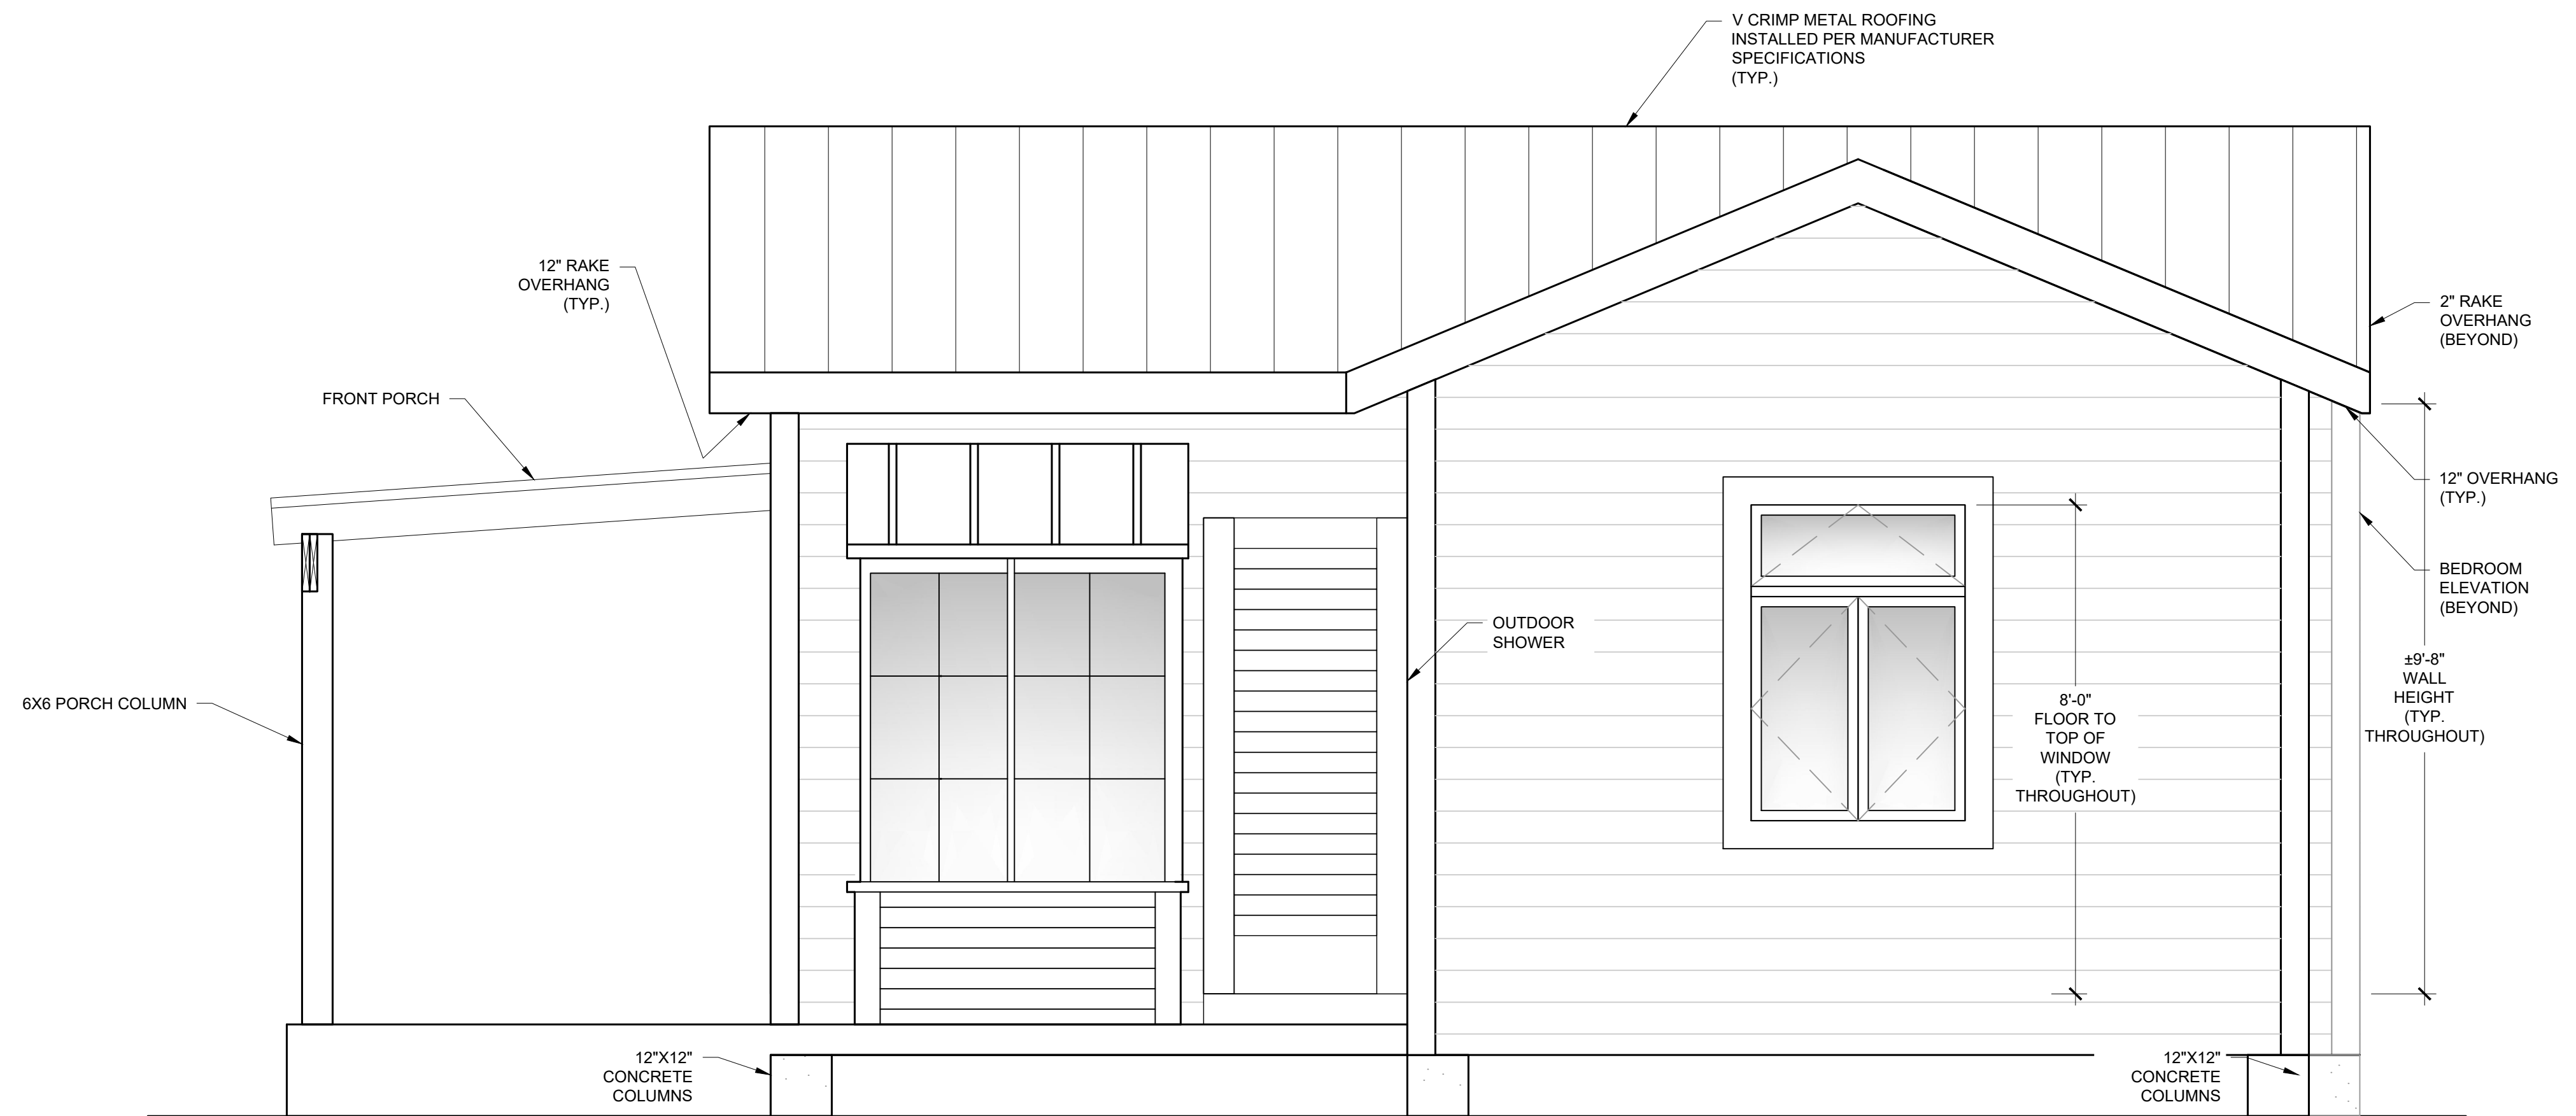 V CRIMP METAL ROOFING
INSTALLED PER MANUFACTURER
SPECIFICATIONS
(TYP.)
12" RAKE
OVERHANG
(TYP.)
2" RAKE
OVERHANG
(BEYOND)
FRONT PORCH
12" OVERHANG
(TYP.)
BEDROOM
ELEVATION
(BEYOND)
OUTDOOR
SHOWER
±9'-8"
WALL
HEIGHT
(TYP.
THROUGHOUT)
6X6 PORCH COLUMN
8'-0"
FLOOR TO
TOP OF
WINDOW
(TYP.
THROUGHOUT)
12"X12"
CONCRETE
COLUMNS
12"X12"
CONCRETE
COLUMNS